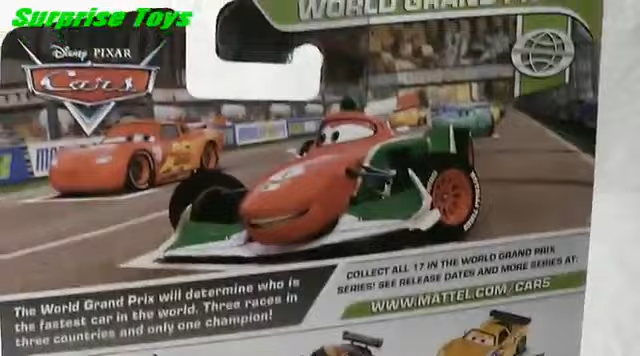 Surprise Toys
WORLD GRAND
Disney PIXAR
Cars
The World Grand Prix will determine who is
the fastest car in the world. Three races in
three countries and only one champion!
COLLECT ALL 17 IN THE WORLD GRAND PRIX
SERIES! SEE RELEASE DATES AND MORE SERIES AT:
WWW.MATTEL.COM/CARS